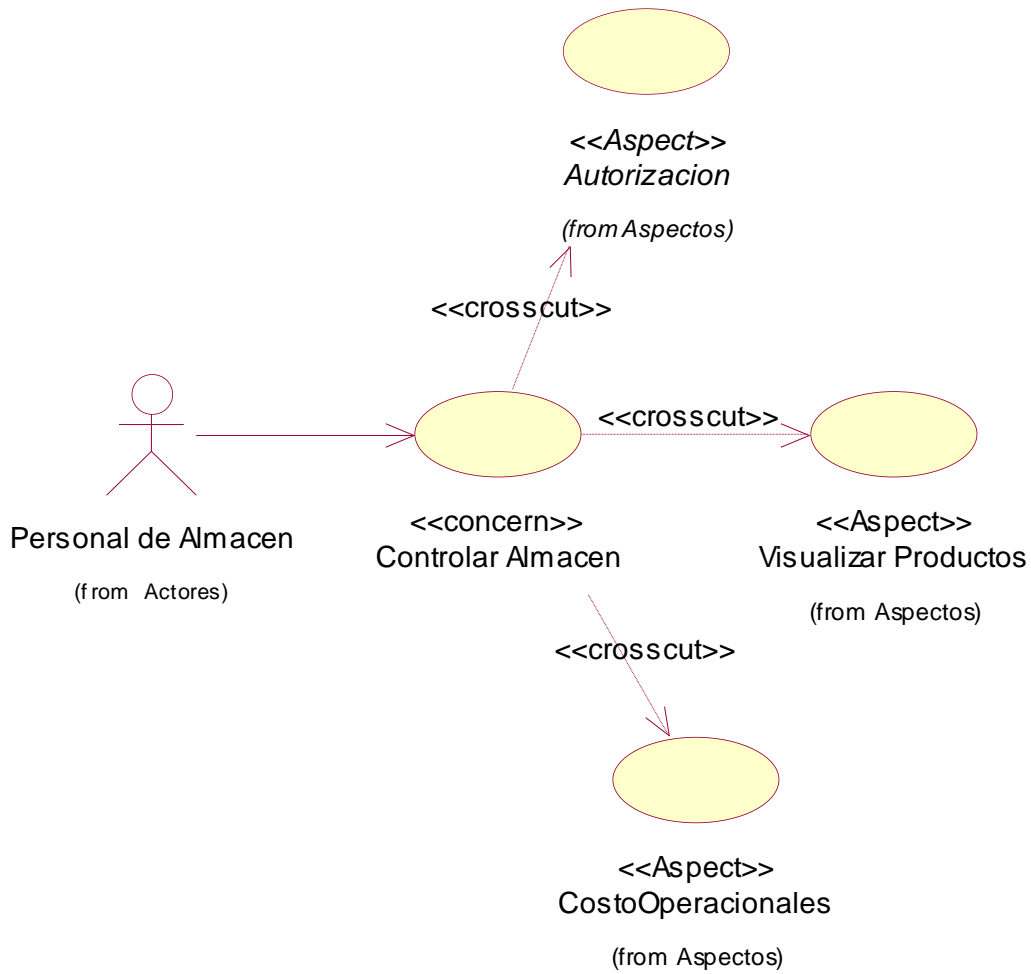 <<Aspect>>
Autorizacion
(from Aspectos)
<<crosscut>>
<<crosscut>>
Personal de Almacen
(from Actores)
<<concern>>
Controlar Almacen
<<Aspect>>
Visualizar Productos
(from Aspectos)
<<crosscut>>
<<Aspect>>
CostoOperacionales
(from Aspectos)